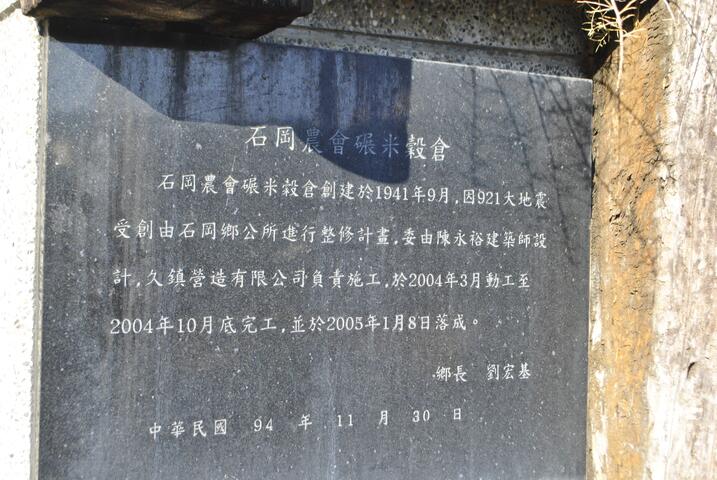 石岡農會碾米穀倉
石岡農會碾米穀倉創建於1941年9月,因921大地震
受創由石岡鄉公所進行整修計畫,委由陳永裕建築師設
計,久鎮營造有限公司負責施工,於2004年3月動工至
2004年10月底完工,並於2005年1月8日落成。
鄉長 劉宏基
中華民國 94 年 11 月 30 日